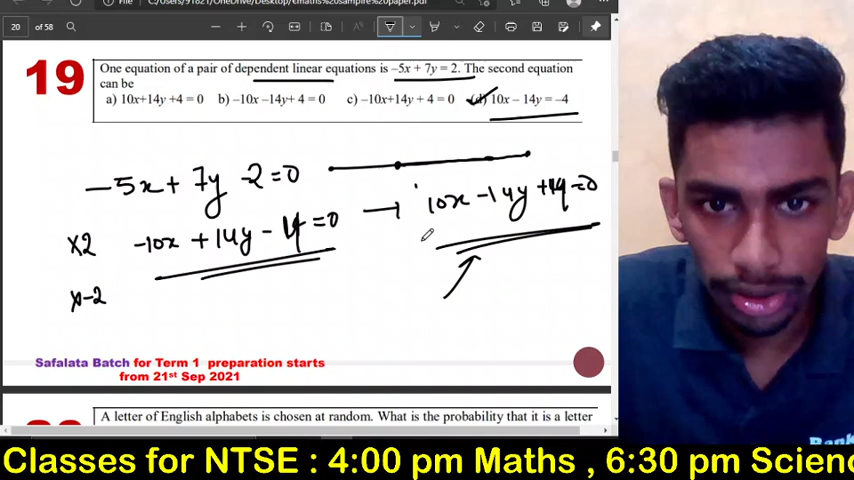 20 of 58
19
One equation of a pair of dependent linear equations is –5x + 7y = 2. The second equation
can be
a) 10x+14y +4 = 0 b) –10x –14y+ 4 = 0 c) –10x+14y + 4 = 0 (d) 10x – 14y = –4
—5x + 7y -2=0
x2 -10x + 14y - 4 =0 → 10x -14y +4=0
x-2
Safalata Batch for Term 1 preparation starts
from 21st Sep 2021
A letter of English alphabets is chosen at random. What is the probability that it is a letter
Classes for NTSE : 4:00 pm Maths , 6:30 pm Scien